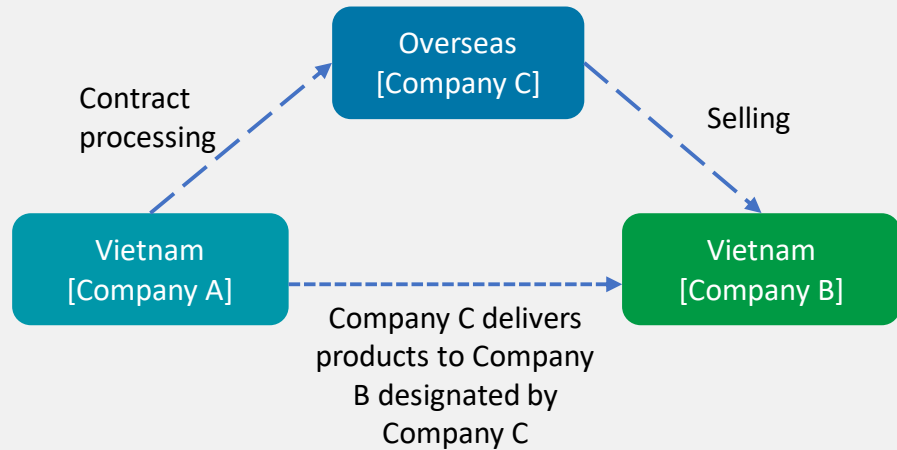 Overseas
[Company C]
Contract
processing
Selling
Vietnam
[Company A]
Vietnam
[Company B]
Company C delivers
products to Company
B designated by
Company C